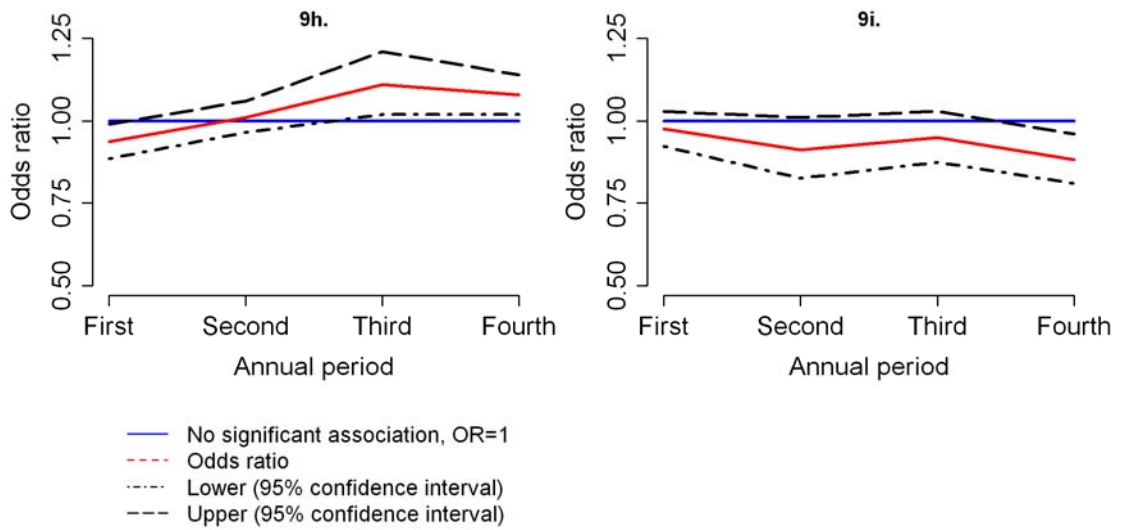 9h.
Odds ratio
1.25
1.00
0.75
0.50
First Second Third Fourth
Annual period
9i.
Odds ratio
1.25
1.00
0.75
0.50
First Second Third Fourth
Annual period
No significant association, OR=1
Odds ratio
Lower (95% confidence interval)
Upper (95% confidence interval)